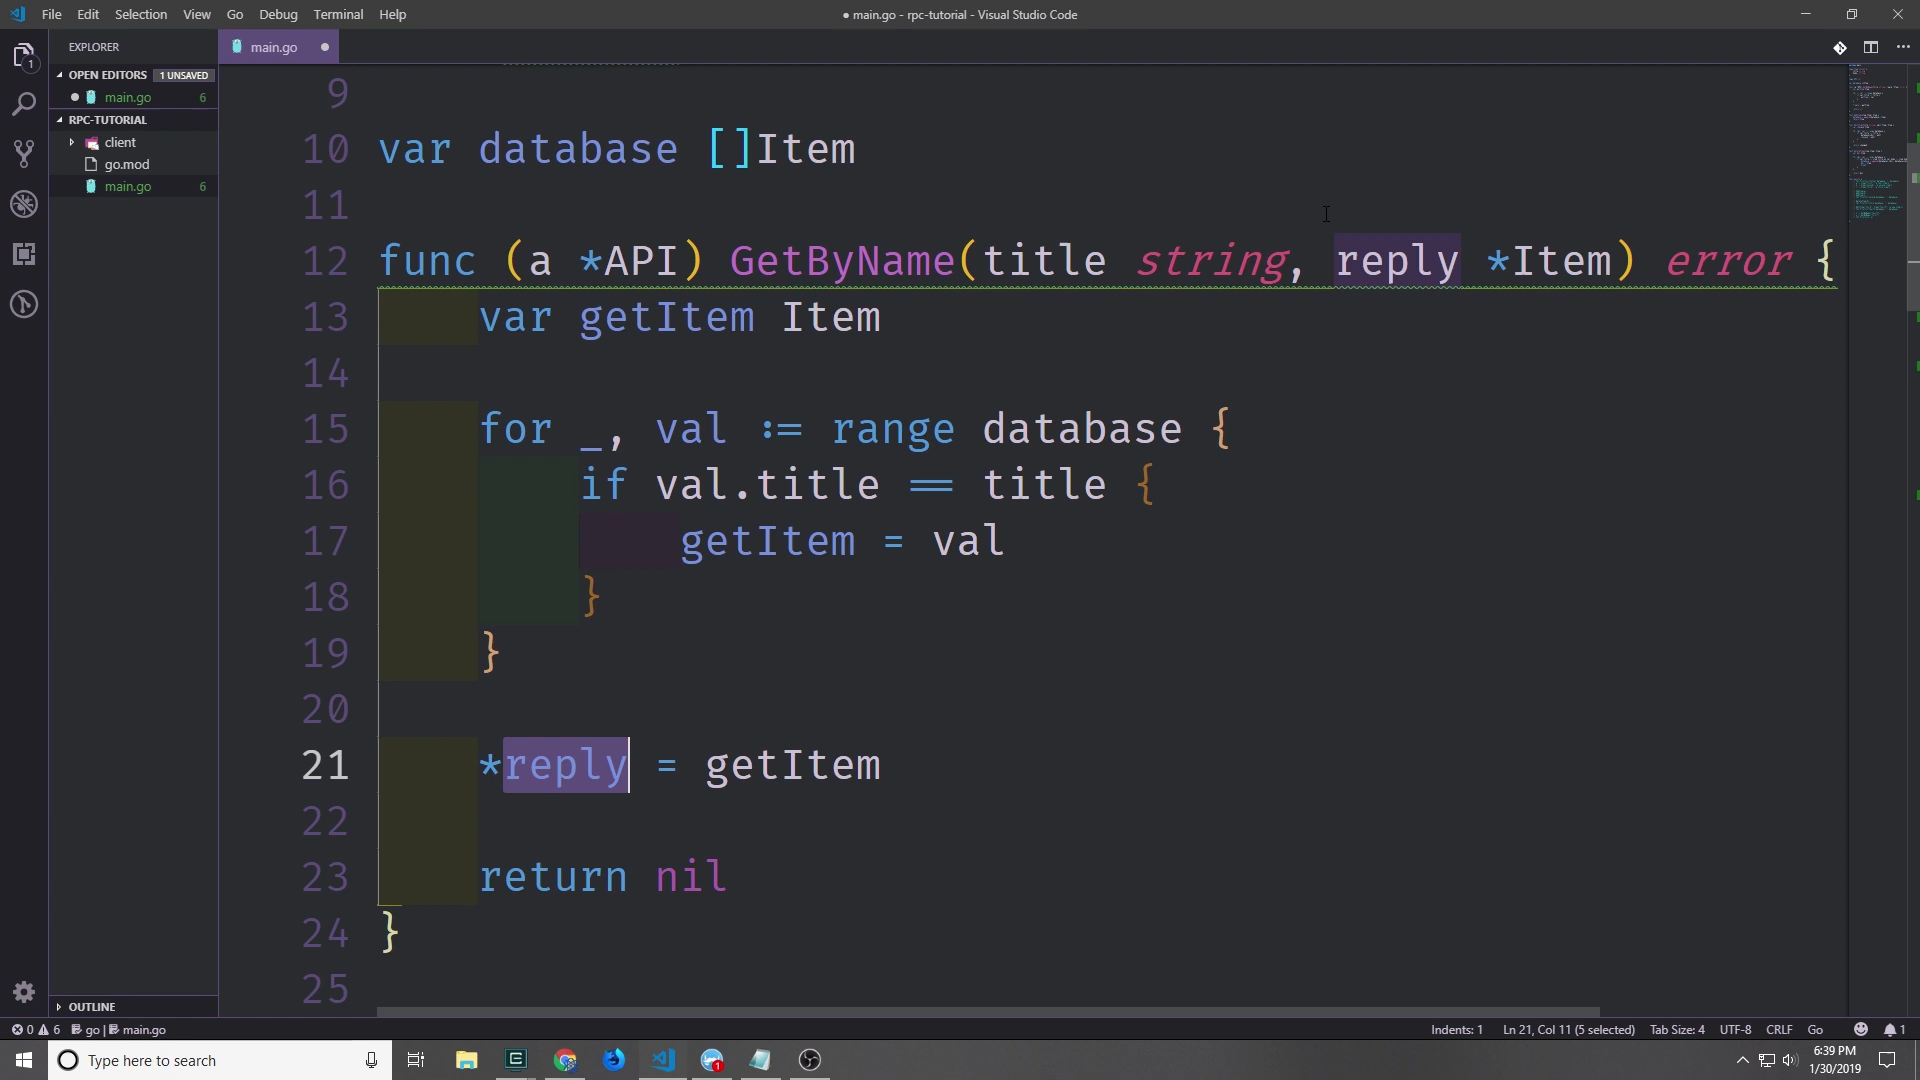 File Edit Selection View Go Debug Terminal Help
● main.go - rpc-tutorial - Visual Studio Code
EXPLORER
main.go
1
OPEN EDITORS 1 UNSAVED
main.go 6
RPC-TUTORIAL
client
go.mod
main.go 6
9
10 var database []Item
11
12 func (a *API) GetByName(title string, reply *Item) error {
13 var getItem Item
14
15 for _, val := range database {
16 if val.title == title {
17 getItem = val
18 }
19 }
20
21 *reply = getItem
22
23 return nil
24 }
25
OUTLINE
0 6 go | main.go
Indents: 1 Ln 21, Col 11 (5 selected) Tab Size: 4 UTF-8 CRLF Go 1
Type here to search
1
6:39 PM
1/30/2019